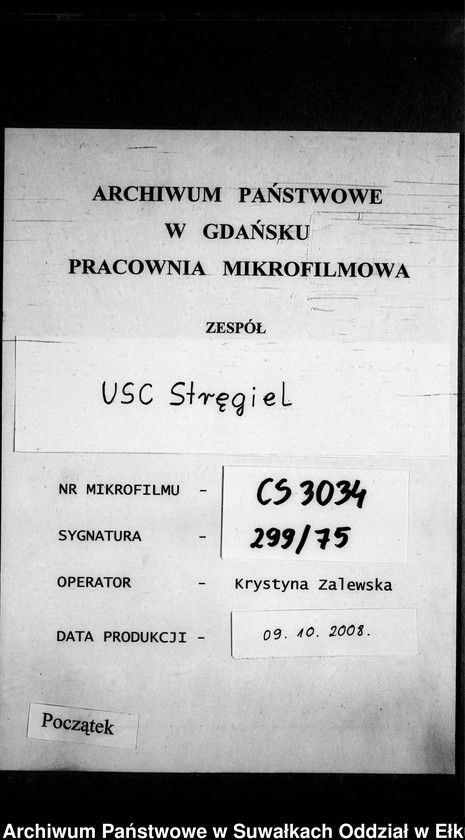 ARCHIWUM PAŃSTWOWE
W GDAŃSKU
PRACOWNIA MIKROFILMOWA
ZESPÓŁ
USC Stręgiel
NR MIKROFILMU - CS 3034
SYGNATURA - 299/75
OPERATOR - Krystyna Zalewska
DATA PRODUKCJI - 09. 10. 2008.
Początek
Archiwum Państwowe w Suwałkach Oddział w Ełk